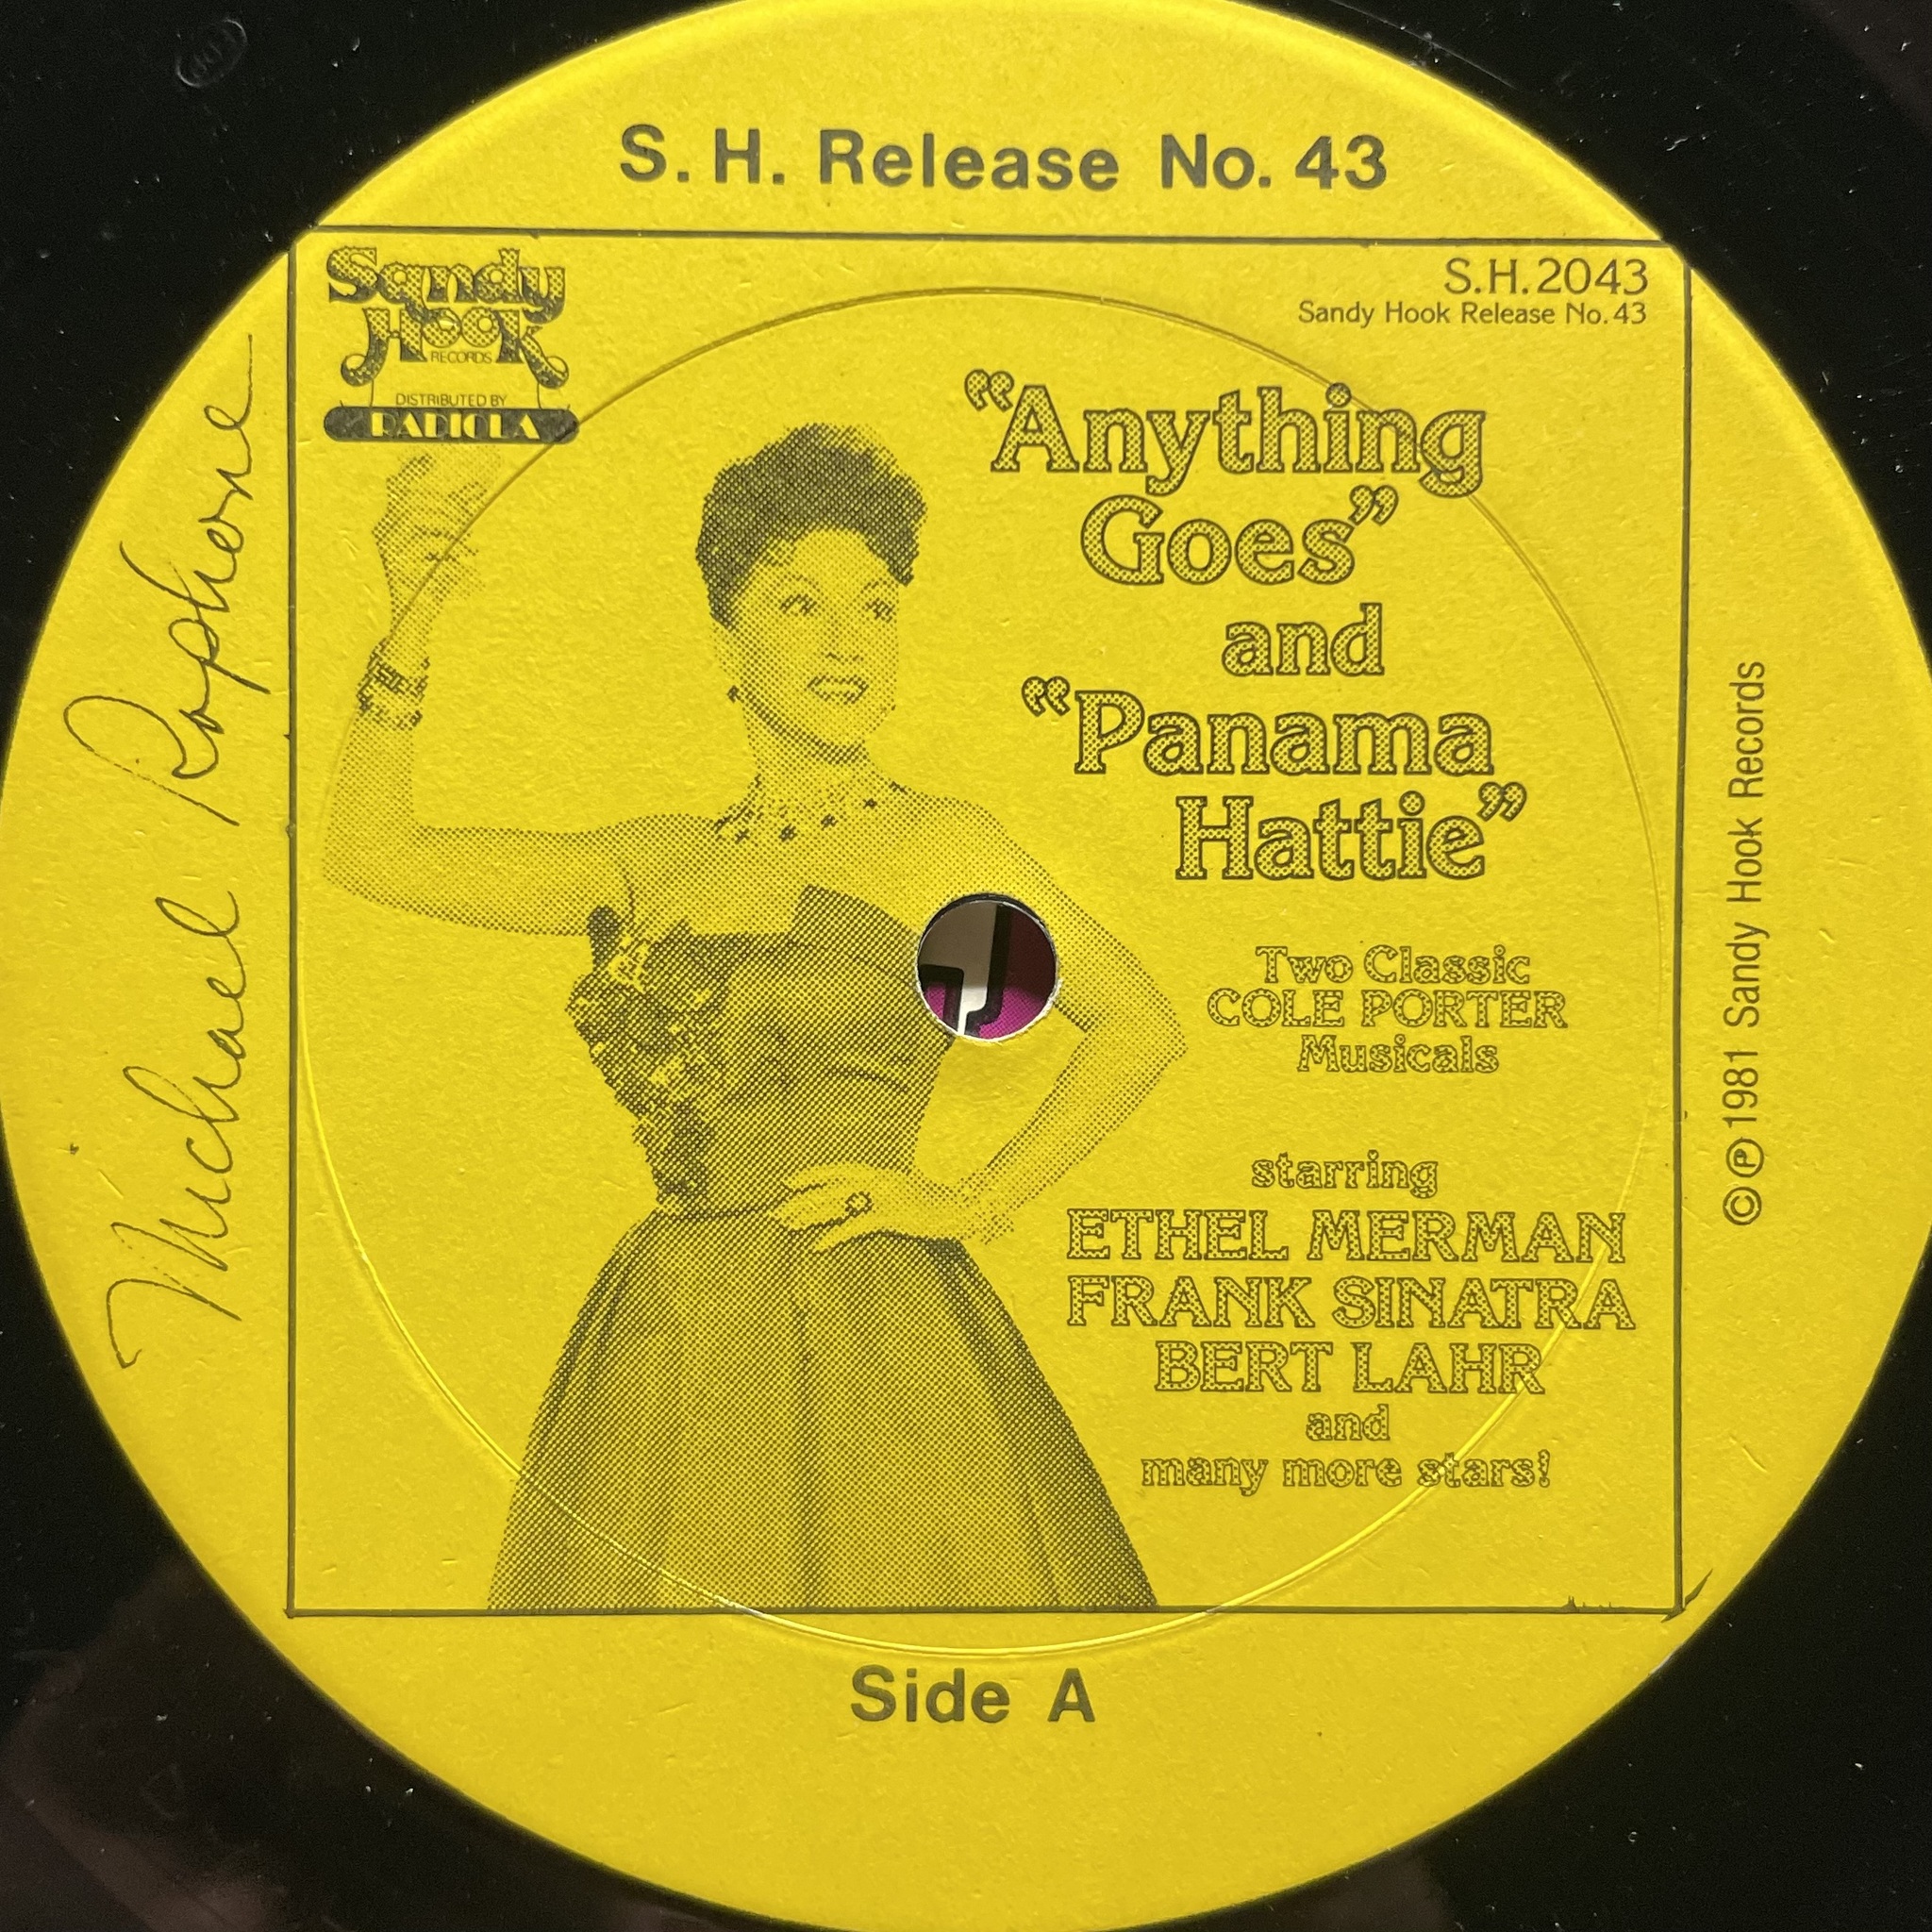 S. H. Release No. 43
Sandy
Hook
RECORDS
DISTRIBUTED BY
RADIOLA
S.H.2043
Sandy Hook Release No. 43
"Anything
Goes"
and
"Panama
Hattie"
Two Classic
COLE PORTER
Musicals
starring
ETHEL MERMAN
FRANK SINATRA
BERT LAHR
and
many more stars!
Michael
©℗1981 Sandy Hook Records
Side A